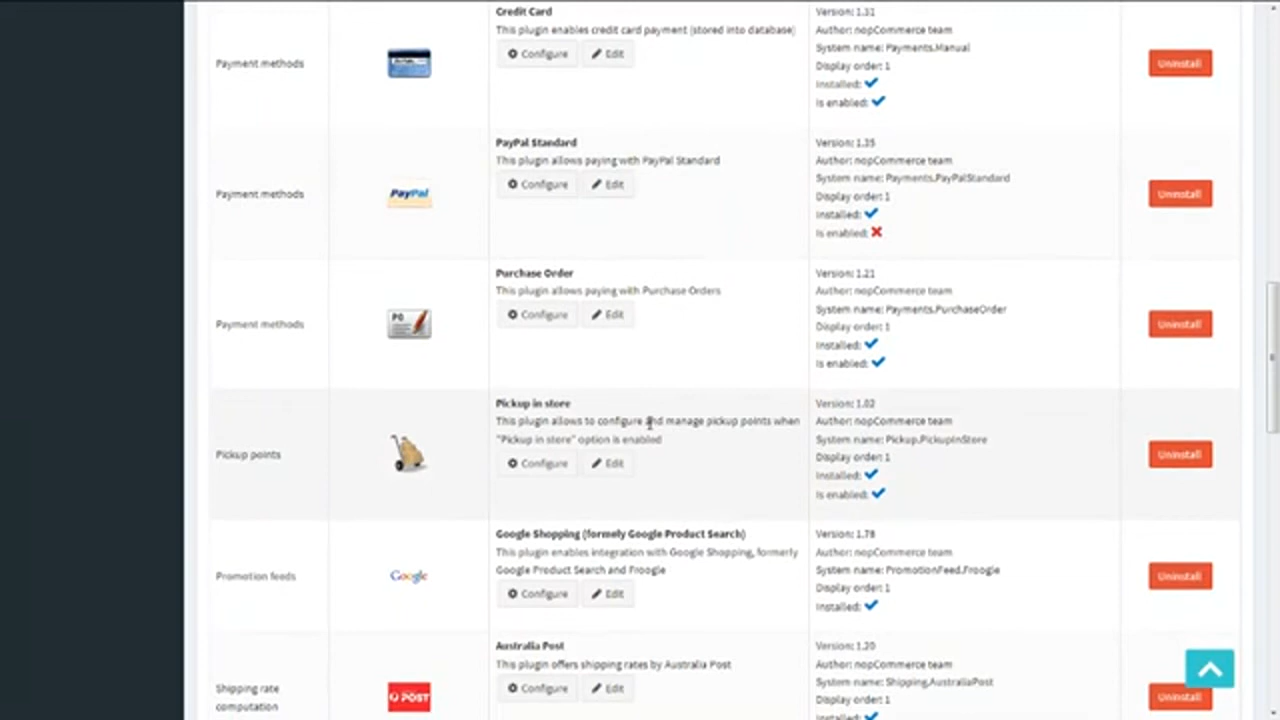 Credit Card
This plugin enables credit card payment (stored into database)
Configure Edit
Payment methods
Version: 1.31
Author: nopCommerce team
System name: Payments.Manual
Display order: 1
Installed:
Is enabled:
Uninstall
PayPal Standard
This plugin allows paying with PayPal Standard
Configure Edit
Payment methods
PayPal
Version: 1.35
Author: nopCommerce team
System name: Payments.PayPalStandard
Display order: 1
Installed:
Is enabled:
Uninstall
Purchase Order
This plugin allows paying with Purchase Orders
Configure Edit
Payment methods
PO
Version: 1.21
Author: nopCommerce team
System name: Payments.PurchaseOrder
Display order: 1
Installed:
Is enabled:
Uninstall
Pickup in store
This plugin allows to configure and manage pickup points when
"Pickup in store" option is enabled
Configure Edit
Pickup points
Version: 1.02
Author: nopCommerce team
System name: Pickup.PickupInStore
Display order: 1
Installed:
Is enabled:
Uninstall
Google Shopping (formely Google Product Search)
This plugin enables integration with Google Shopping, formerly
Google Product Search and Froogle
Configure Edit
Promotion feeds
Google
Version: 1.78
Author: nopCommerce team
System name: PromotionFeed.Froogle
Display order: 1
Installed:
Uninstall
Australia Post
This plugin offers shipping rates by Australia Post
Configure Edit
Shipping rate
computation
POST
Version: 1.20
Author: nopCommerce team
System name: Shipping.AustraliaPost
Display order: 1
Installed:
Uninstall